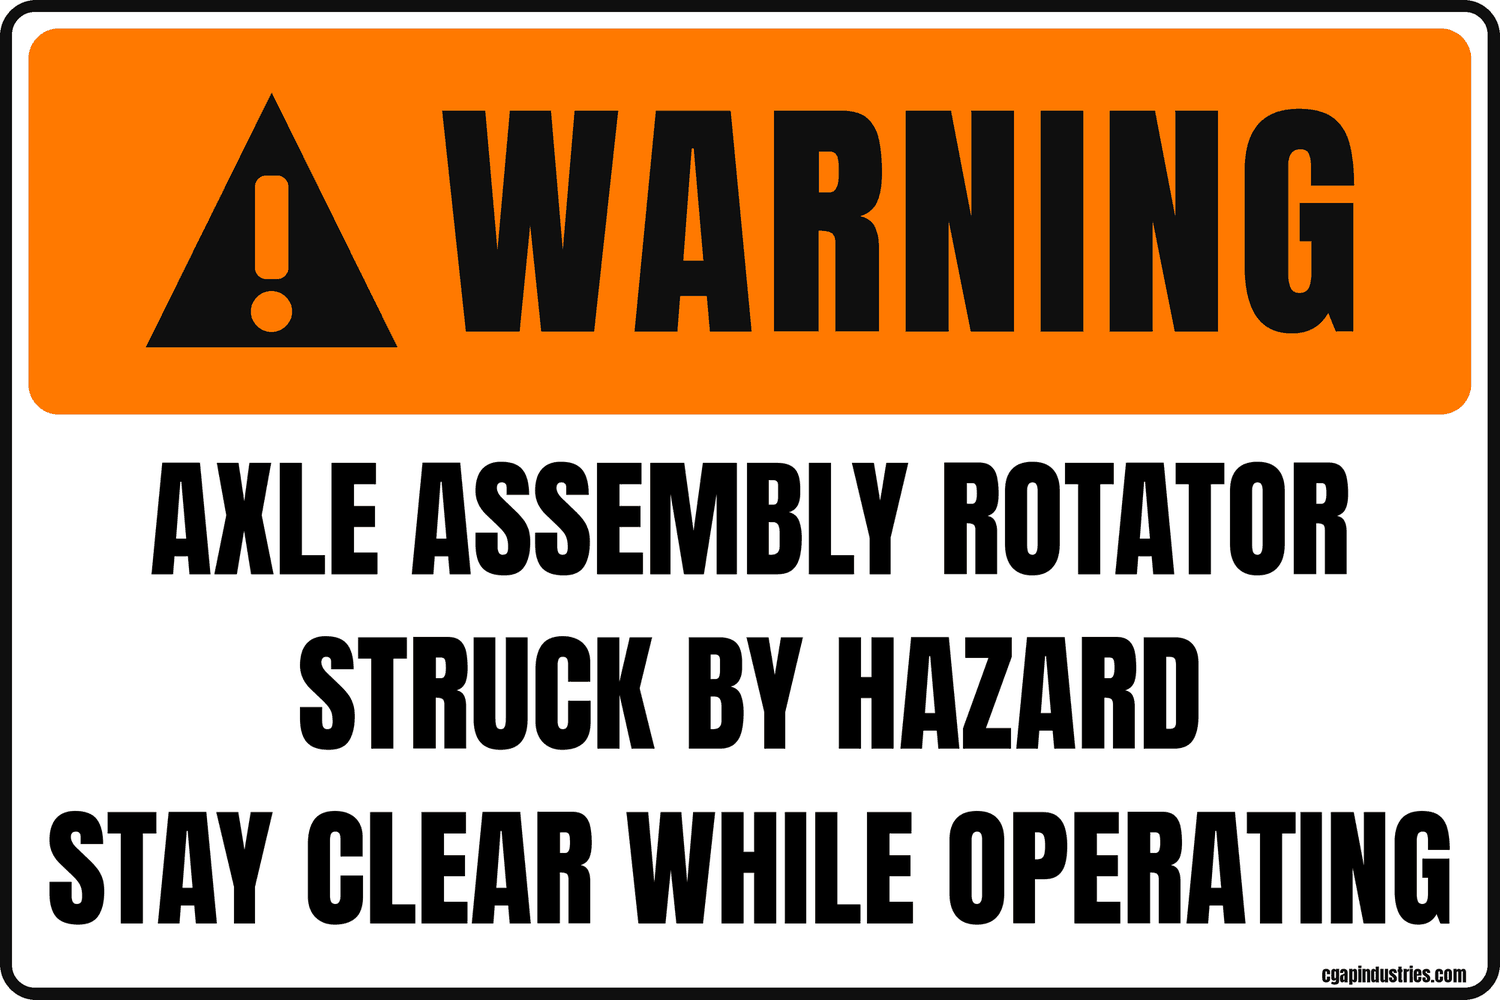 WARNING
AXLE ASSEMBLY ROTATOR
STRUCK BY HAZARD
STAY CLEAR WHILE OPERATING
cgapindustries.com